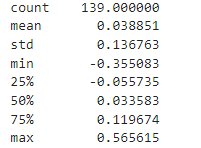 count 139.000000
mean 0.038851
std 0.136763
min -0.355083
25% -0.055735
50% 0.033583
75% 0.119674
max 0.565615